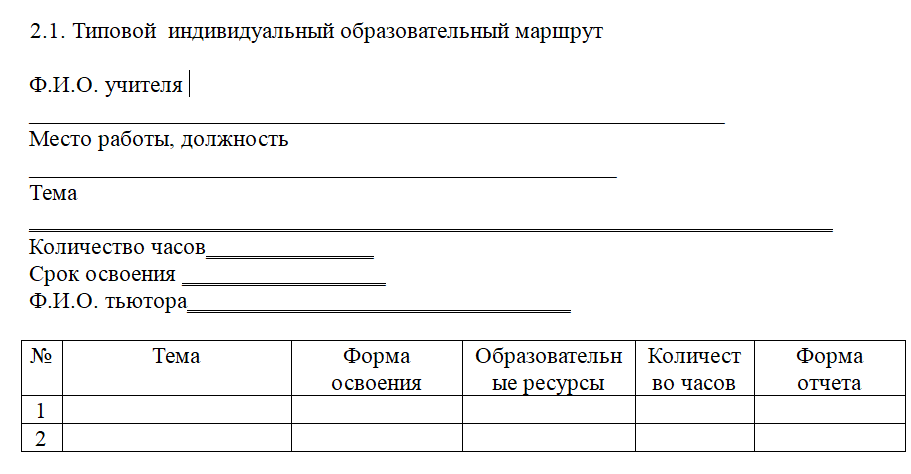 2.1. Типовой  индивидуальный образовательный маршрут
Ф.И.О. учителя
Место работы, должность
Тема
Количество часов
Срок освоения
Ф.И.О. тьютора
№ Тема Форма освоения Образовательн ые ресурсы Количест во часов Форма отчета
1
2